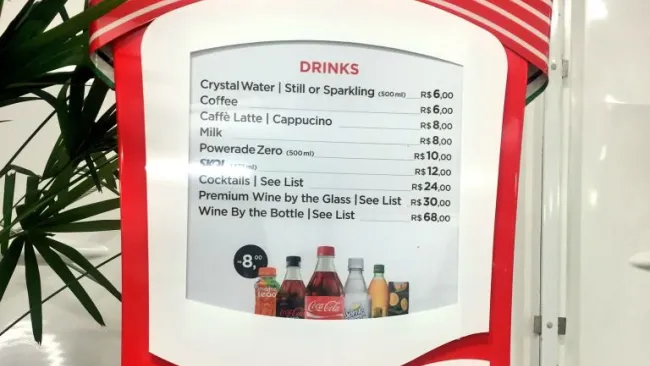 DRINKS
Crystal Water | Still or Sparkling (500ml) R$ 6,00
Coffee R$ 6,00
Caffè Latte | Cappucino R$ 8,00
Milk R$ 8,00
Powerade Zero (500ml) R$ 10,00
SKOL R$ 12,00
Cocktails | See List R$ 24,00
Premium Wine by the Glass | See List R$ 30,00
Wine By the Bottle | See List R$ 68,00
8,00
Leão
Coca-Cola